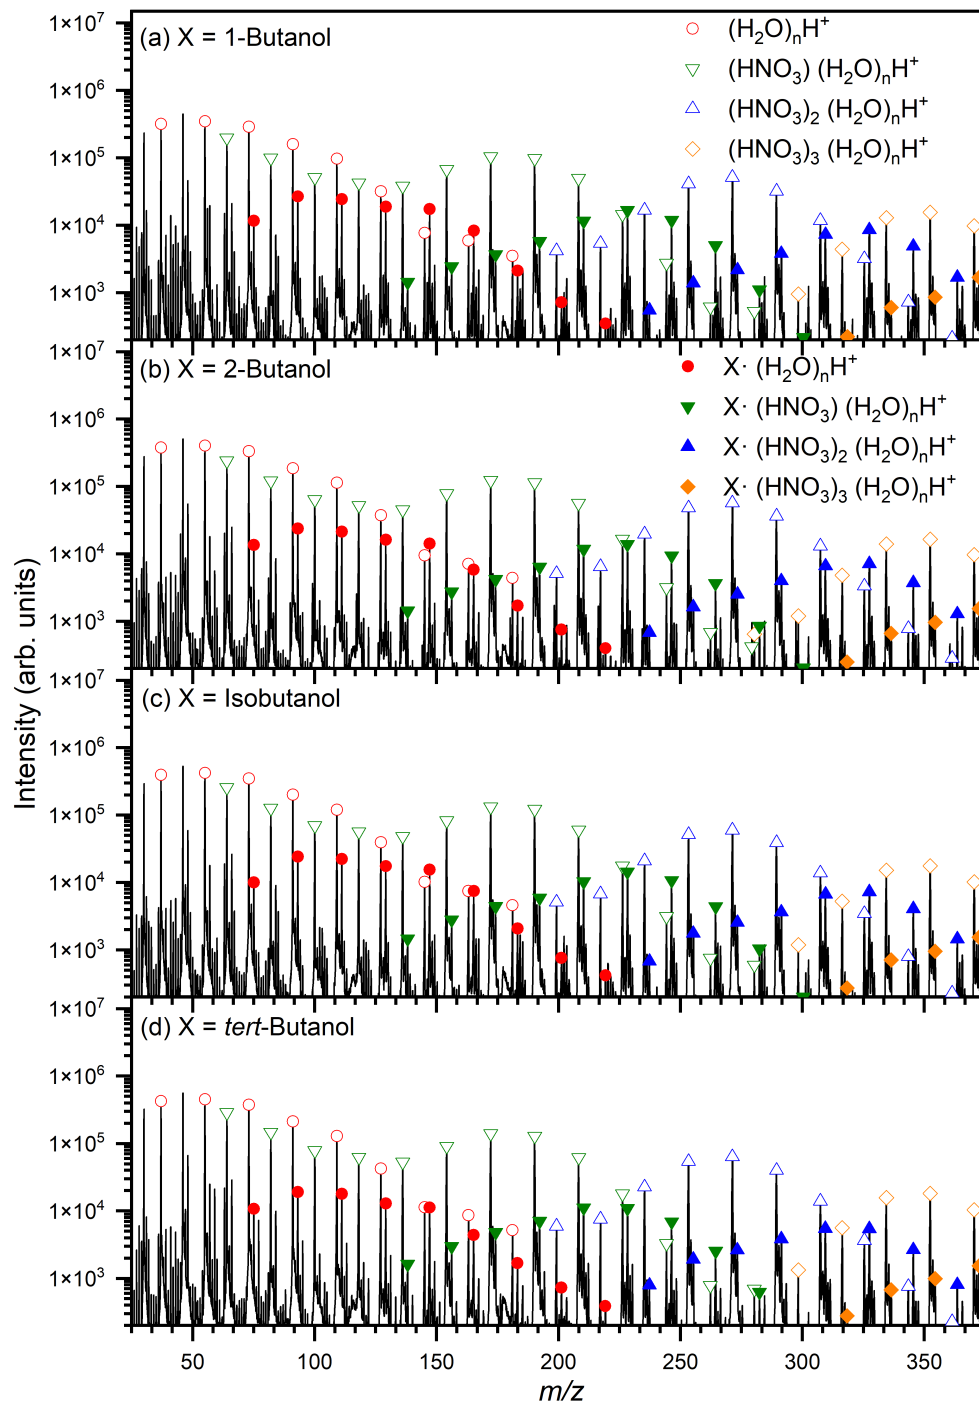 (a) X = 1-Butanol
(H₂O)ₙH⁺
(HNO₃) (H₂O)ₙH⁺
(HNO₃)₂ (H₂O)ₙH⁺
(HNO₃)₃ (H₂O)ₙH⁺
1×10⁷
1×10⁶
1×10⁵
1×10⁴
1×10³
(b) X = 2-Butanol
X· (H₂O)ₙH⁺
X· (HNO₃) (H₂O)ₙH⁺
X· (HNO₃)₂ (H₂O)ₙH⁺
X· (HNO₃)₃ (H₂O)ₙH⁺
1×10⁷
1×10⁶
1×10⁵
1×10⁴
1×10³
(c) X = Isobutanol
1×10⁷
1×10⁶
1×10⁵
1×10⁴
1×10³
(d) X = tert-Butanol
1×10⁷
1×10⁶
1×10⁵
1×10⁴
1×10³
Intensity (arb. units)
50 100 150 200 250 300 350
m/z